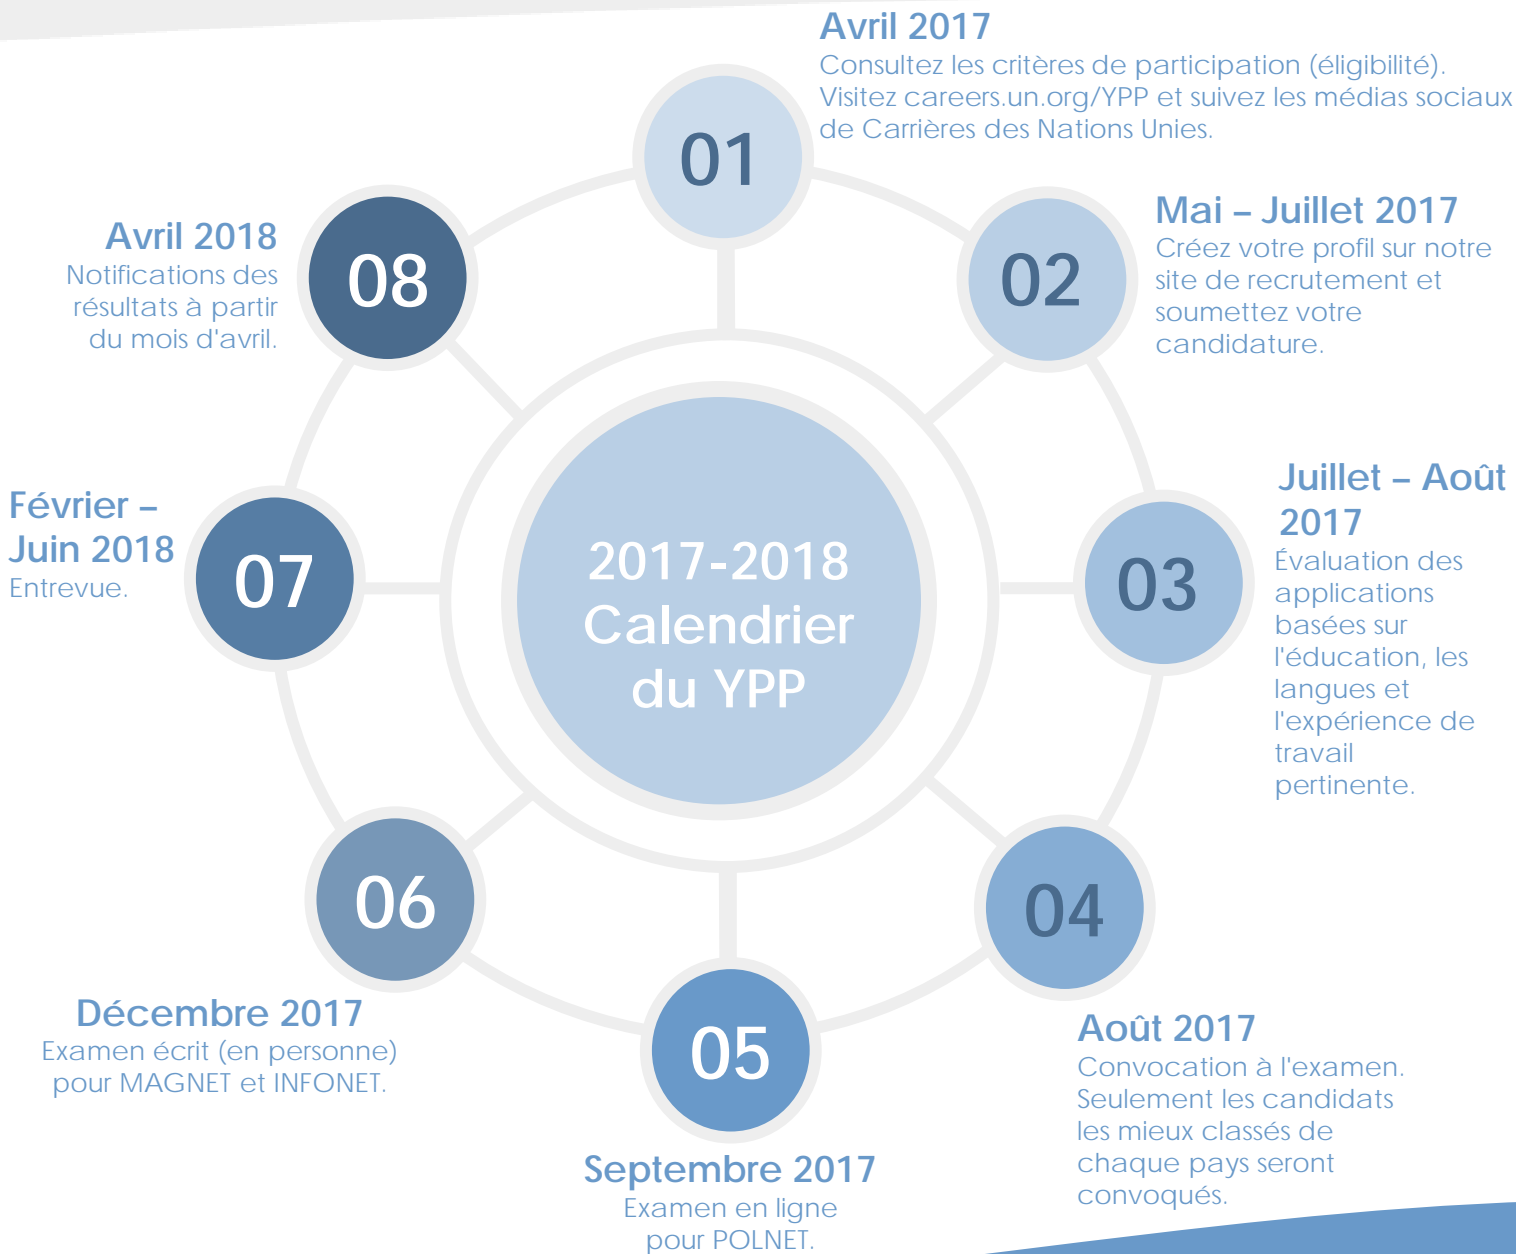 Avril 2017
Consultez les critères de participation (éligibilité).
Visitez careers.un.org/YPP et suivez les médias sociaux
de Carrières des Nations Unies.
01
Mai – Juillet 2017
Créez votre profil sur notre
site de recrutement et
soumettez votre
candidature.
02
Juillet – Août
2017
Évaluation des
applications
basées sur
l'éducation, les
langues et
l'expérience de
travail
pertinente.
03
Août 2017
Convocation à l'examen.
Seulement les candidats
les mieux classés de
chaque pays seront
convoqués.
04
Septembre 2017
Examen en ligne
pour POLNET.
05
Décembre 2017
Examen écrit (en personne)
pour MAGNET et INFONET.
06
Février –
Juin 2018
Entrevue.
07
Avril 2018
Notifications des
résultats à partir
du mois d'avril.
08
2017-2018
Calendrier
du YPP